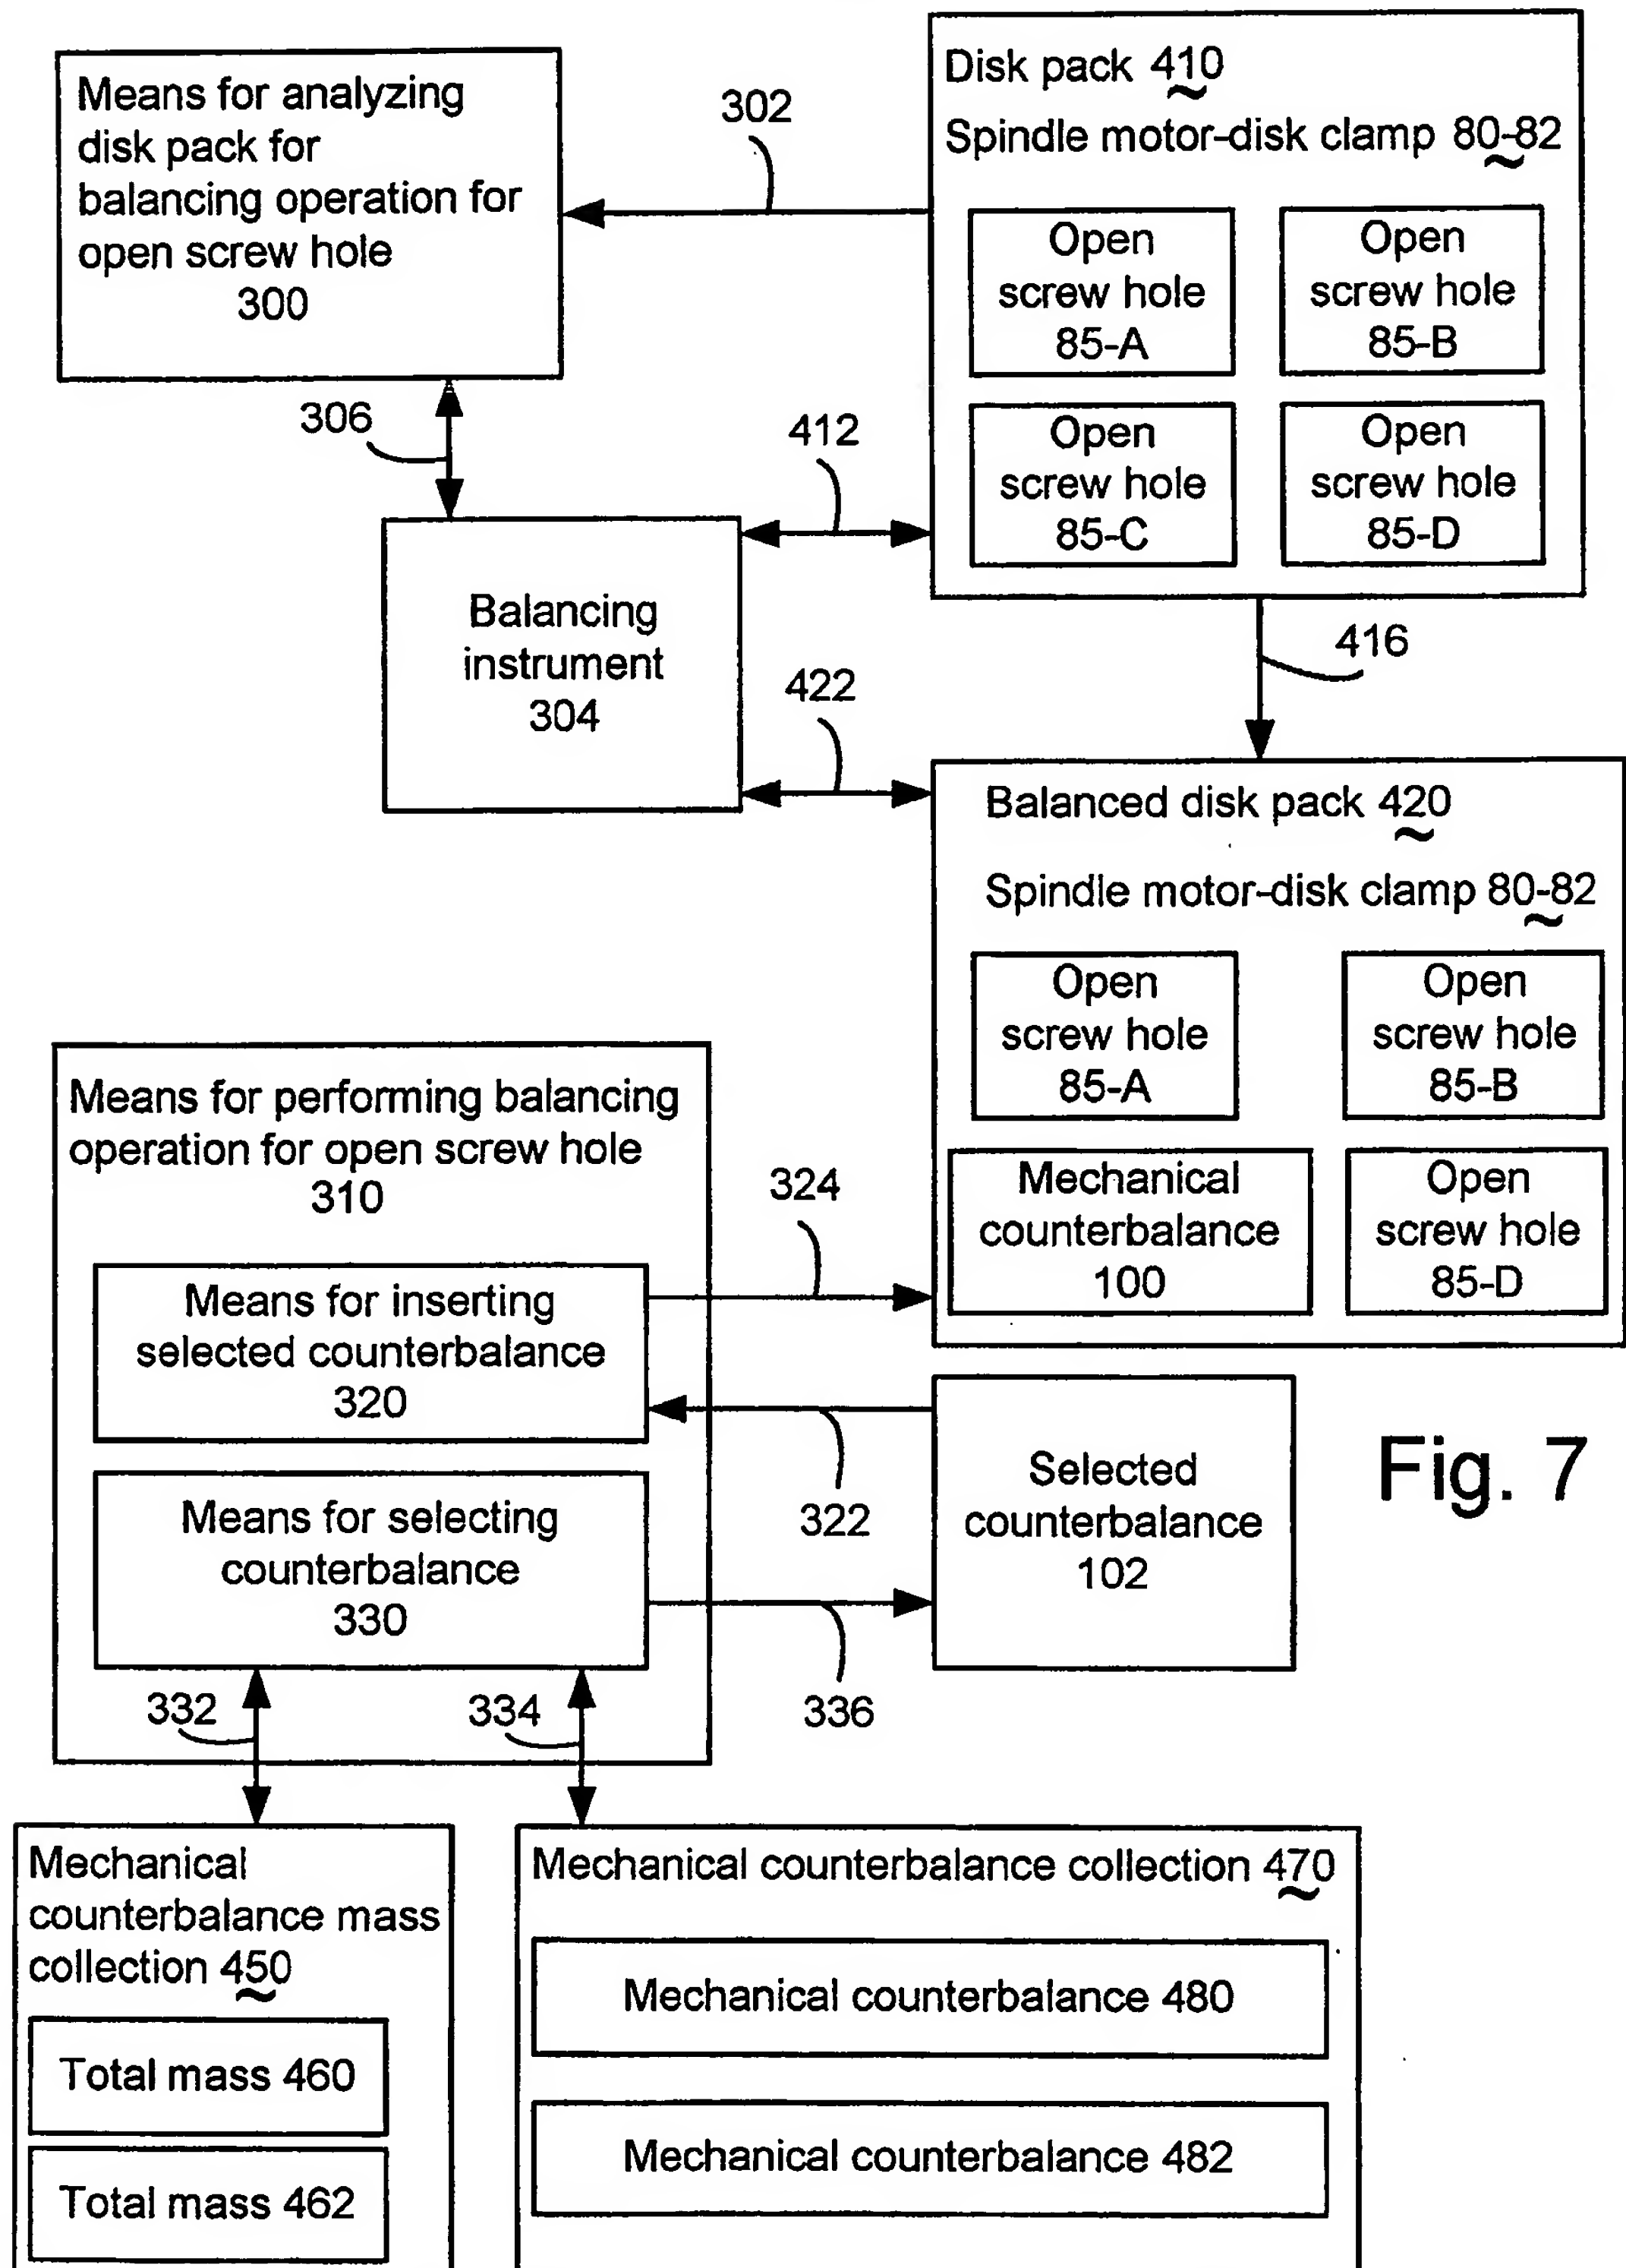 Means for analyzing
disk pack for
balancing operation for
open screw hole
300
302
Disk pack 410
Spindle motor-disk clamp 80-82
Open
screw hole
85-A
Open
screw hole
85-B
Open
screw hole
85-C
Open
screw hole
85-D
306
412
Balancing
instrument
304
416
422
Balanced disk pack 420
Spindle motor-disk clamp 80-82
Open
screw hole
85-A
Open
screw hole
85-B
Mechanical
counterbalance
100
Open
screw hole
85-D
Means for performing balancing
operation for open screw hole
310
324
Means for inserting
selected counterbalance
320
322
Means for selecting
counterbalance
330
336
Selected
counterbalance
102
Fig. 7
332
334
Mechanical
counterbalance mass
collection 450
Total mass 460
Total mass 462
Mechanical counterbalance collection 470
Mechanical counterbalance 480
Mechanical counterbalance 482